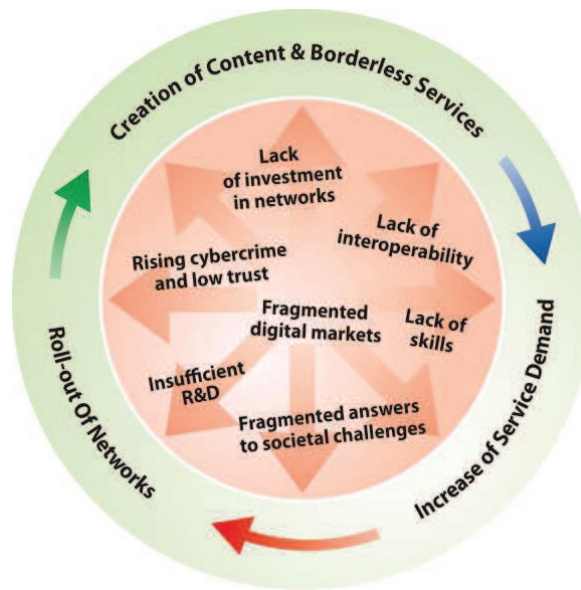 Creation of Content & Borderless Services
Lack
of investment
in networks
Lack of
interoperability
Rising cybercrime
and low trust
Fragmented
digital markets
Lack of
skills
Insufficient
R&D
Fragmented answers
to societal challenges
Increase of Service Demand
Roll-out Of Networks